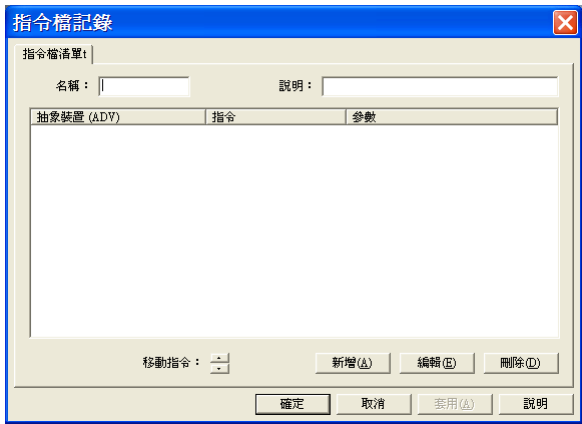 指令檔記錄
指令檔清單t
名稱： 說明：
抽象裝置 (ADV) 指令 參數
移動指令： 新增(A) 編輯(E) 刪除(D)
確定 取消 套用(A) 說明